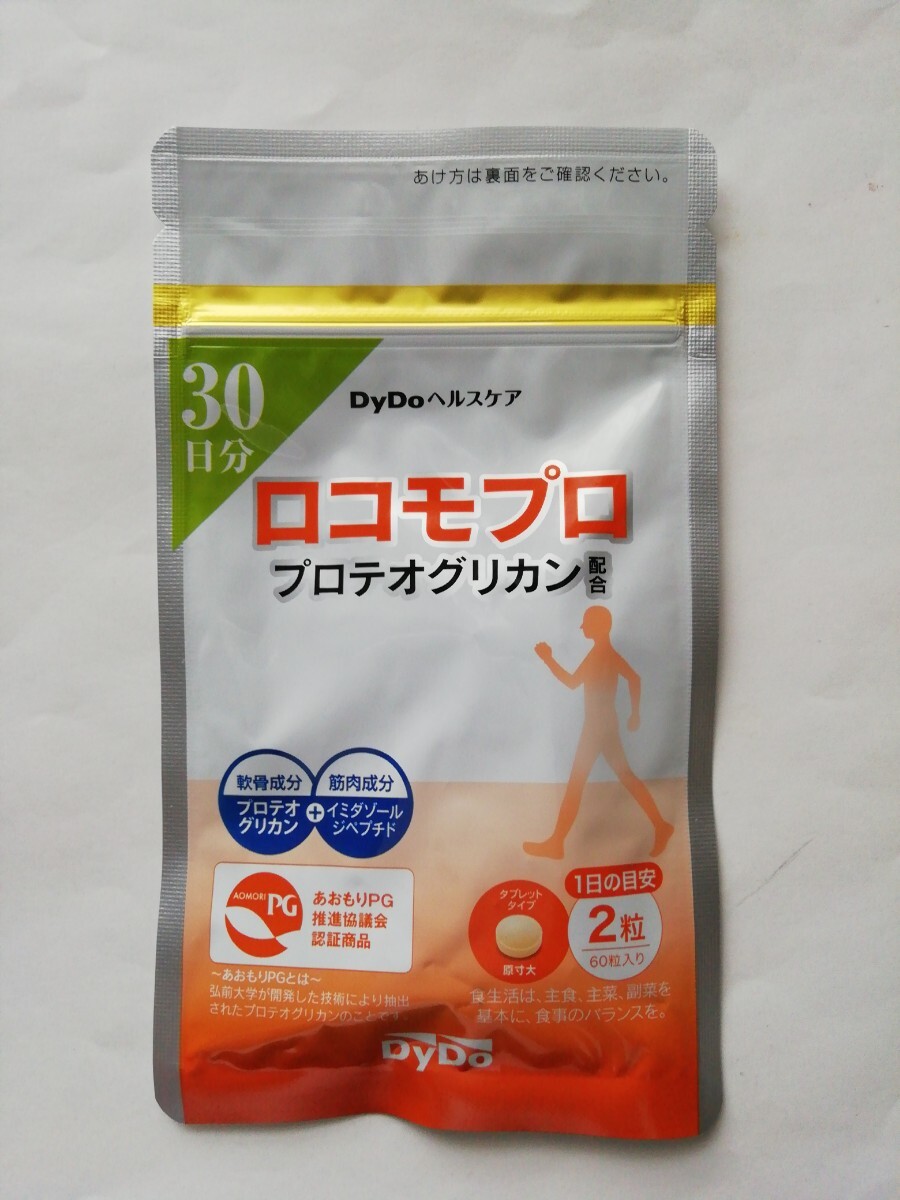 あけ方は裏面をご確認ください。
30
日分
DyDoヘルスケア
ロコモプロ
プロテオグリカン配合
軟骨成分
プロテオ
グリカン
+
筋肉成分
イミダゾール
ジペプチド
AOMORI
PG
あおもりPG
推進協議会
認証商品
～あおもりPGとは～
弘前大学が開発した技術により抽出
されたプロテオグリカンのことです。
タブレット
タイプ
原寸大
1日の目安
2粒
60粒入り
食生活は、主食、主菜、副菜を
基本に、食事のバランスを。
DyDo